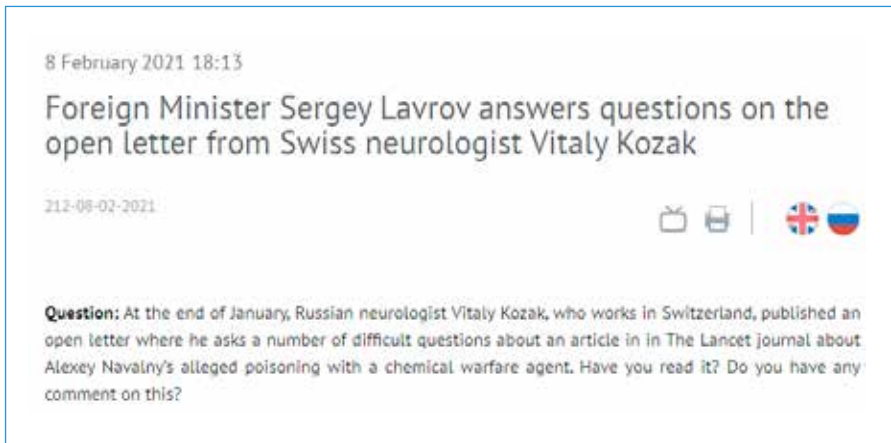 8 February 2021 18:13
Foreign Minister Sergey Lavrov answers questions on the
open letter from Swiss neurologist Vitaly Kozak
212-08-02-2021
Question: At the end of January, Russian neurologist Vitaly Kozak, who works in Switzerland, published an
open letter where he asks a number of difficult questions about an article in in The Lancet journal about
Alexey Navalny's alleged poisoning with a chemical warfare agent. Have you read it? Do you have any
comment on this?